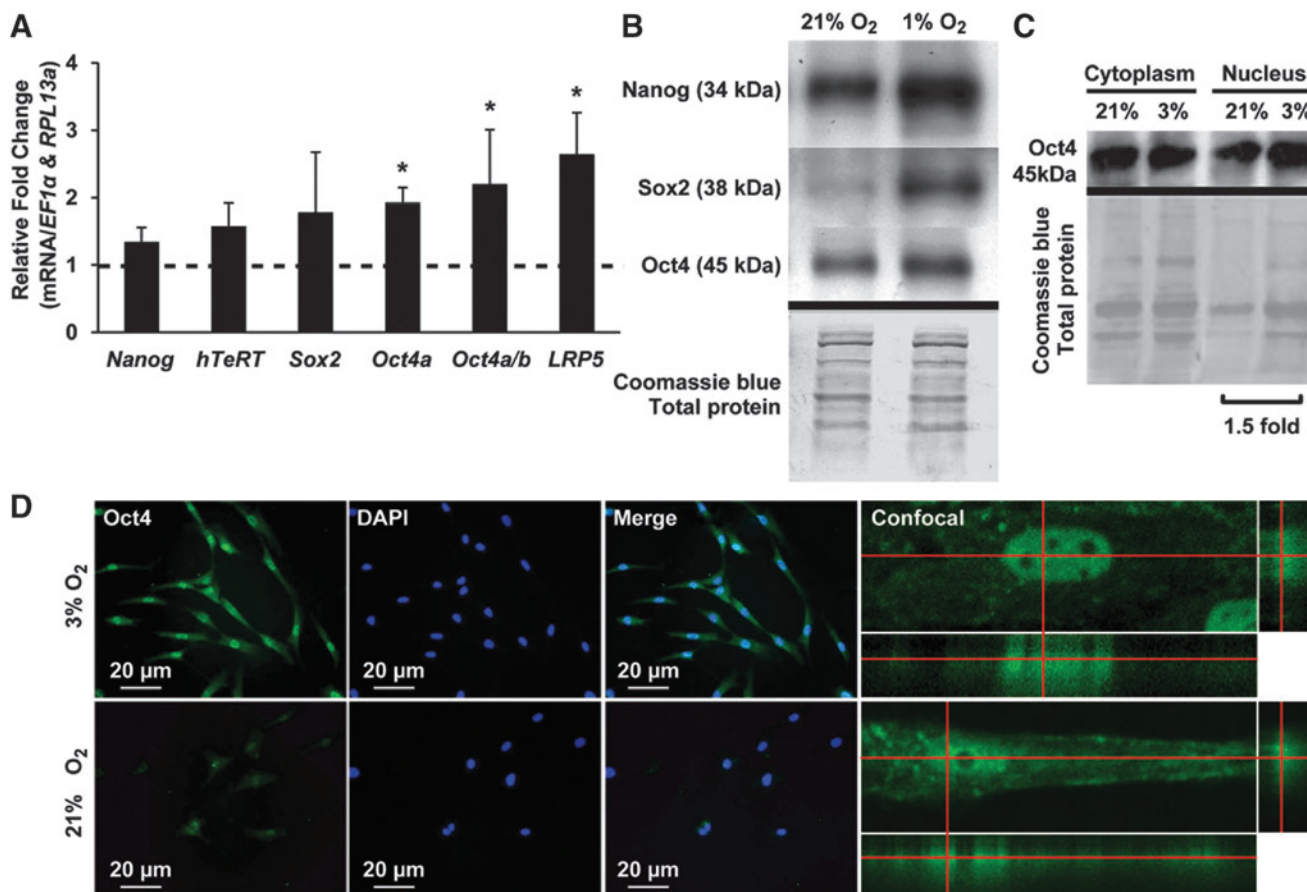 A
Relative Fold Change
(mRNA/EF1α & RPL13a)
4
3
2
1
0
*
*
*
Nanog hTeRT Sox2 Oct4a Oct4a/b LRP5
B
21% O₂ 1% O₂
Nanog (34 kDa)
Sox2 (38 kDa)
Oct4 (45 kDa)
Coomassie blue
Total protein
C
Cytoplasm Nucleus
21% 3% 21% 3%
Oct4
45kDa
Coomassie blue
Total protein
1.5 fold
D
3% O₂
Oct4 DAPI Merge Confocal
20 µm 20 µm 20 µm
21% O₂
20 µm 20 µm 20 µm